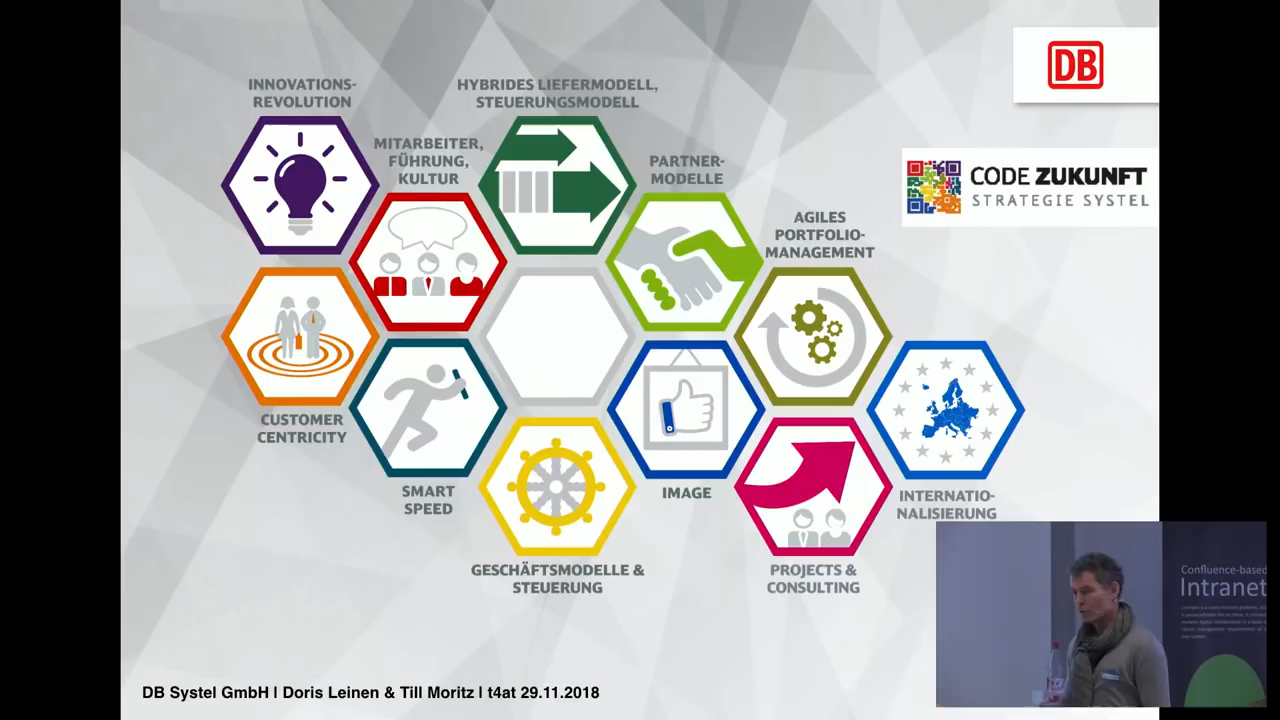 DB
INNOVATIONS-
REVOLUTION
HYBRIDES LIEFERMODELL,
STEUERUNGSMODELL
MITARBEITER,
FÜHRUNG,
KULTUR
PARTNER-
MODELLE
CODE ZUKUNFT
STRATEGIE SYSTEL
AGILES
PORTFOLIO-
MANAGEMENT
CUSTOMER
CENTRICITY
SMART
SPEED
IMAGE
INTERNATIO-
NALISIERUNG
GESCHÄFTSMODELLE &
STEUERUNG
PROJECTS &
CONSULTING
Confluence-based
Intranet
DB Systel GmbH | Doris Leinen & Till Moritz | t4at 29.11.2018